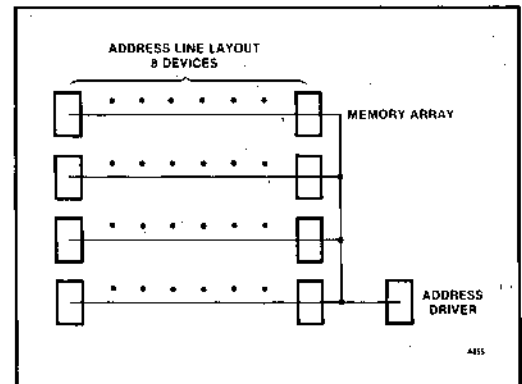 ADDRESS LINE LAYOUT
8 DEVICES
MEMORY ARRAY
ADDRESS
DRIVER